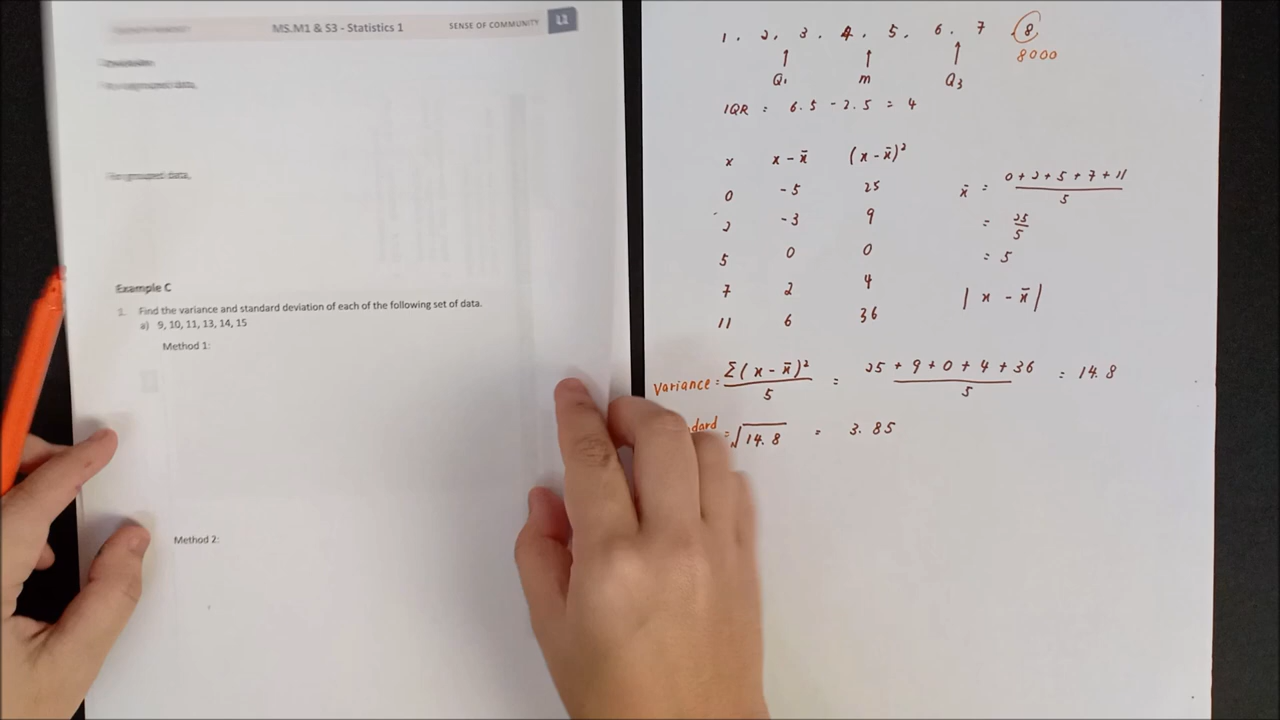 MS.M1 & S3 - Statistics 1
SENSE OF COMMUNITY
11
Example C
1. Find the variance and standard deviation of each of the following set of data.
a) 9, 10, 11, 13, 14, 15
Method 1:
Method 2:
1. 2. 3. 4. 5. 6. 7 8
8000
Q₁ m Q₃
IQR = 6.5 - 2.5 = 4
x x - x̄ (x - x̄)²
0 -5 25
2 -3 9
5 0 0
7 2 4
11 6 36
x̄ = 0 + 2 + 5 + 7 + 11 / 5
= 25 / 5
= 5
| x - x̄ |
Variance = Σ(x - x̄)² / 5 = 25 + 9 + 0 + 4 + 36 / 5 = 14.8
= √14.8 = 3.85